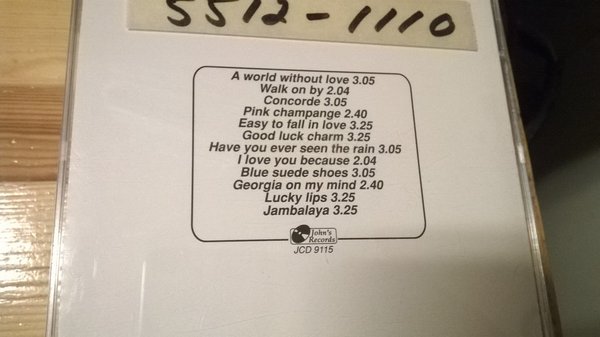 5512-1110
A world without love 3.05
Walk on by 2.04
Concorde 3.05
Pink champange 2.40
Easy to fall in love 3.25
Good luck charm 3.25
Have you ever seen the rain 3.05
I love you because 2.04
Blue suede shoes 3.05
Georgia on my mind 2.40
Lucky lips 3.25
Jambalaya 3.25
John's
Records
JCD 9115